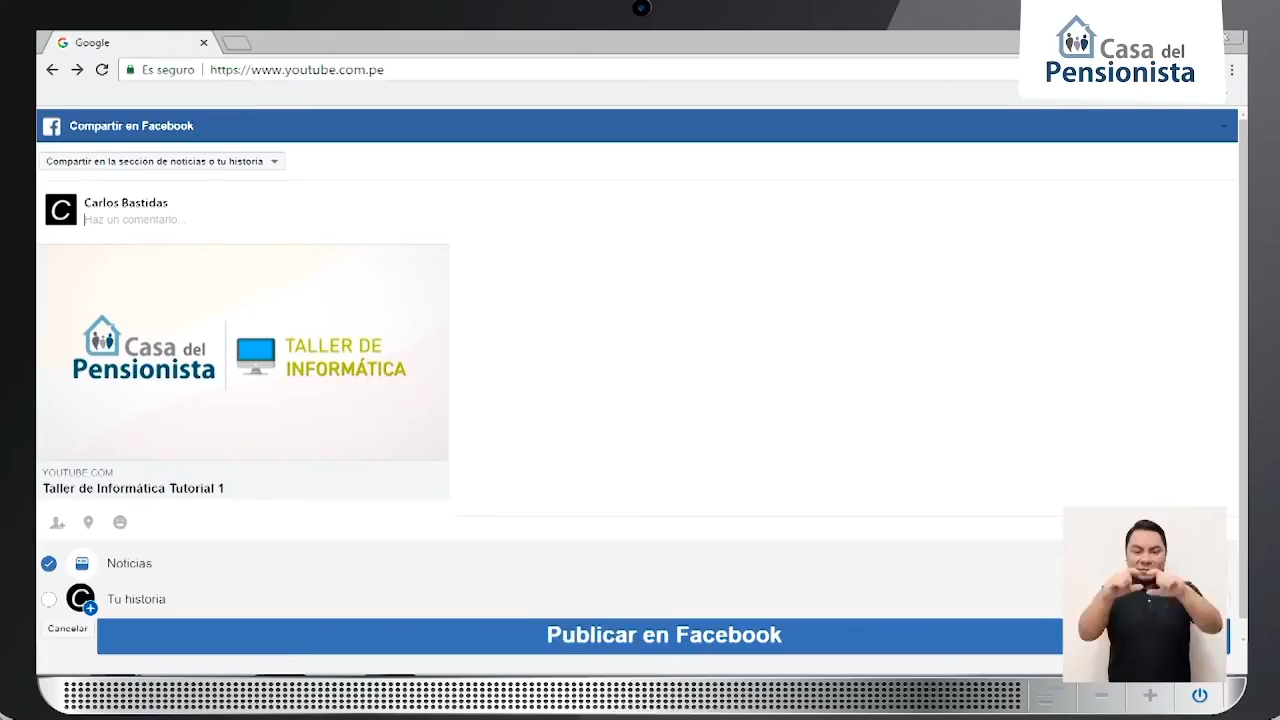 Google
Casa del
Pensionista
Es seguro
https://www.youtube.com.pe
Compartir en Facebook
Compartir en la sección de noticias o tu historia
C
Carlos Bastidas
Haz un comentario...
Casa del
Pensionista
TALLER DE
INFORMÁTICA
YOUTUBE.COM
Taller de Informática Tutorial 1
Noticias
C
Tu historia
Cancelar
Publicar en Facebook